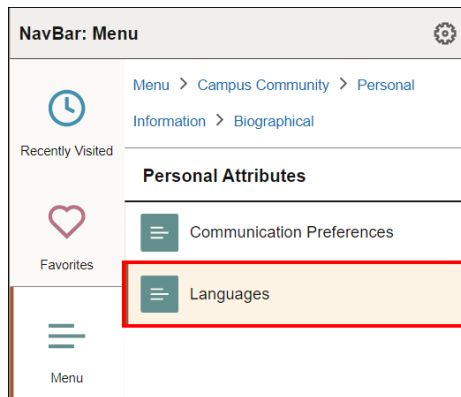 NavBar: Menu
Recently Visited
Favorites
Menu
Menu > Campus Community > Personal
Information > Biographical
Personal Attributes
Communication Preferences
Languages